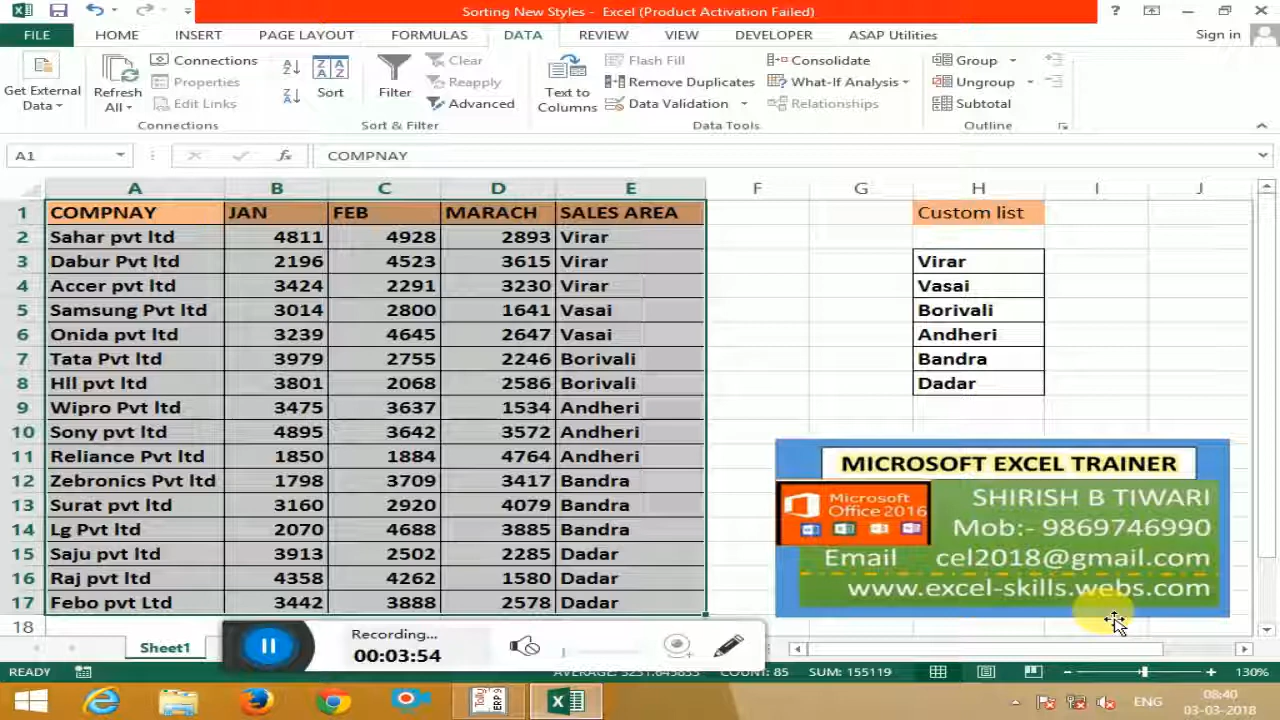 Sorting New Styles - Excel (Product Activation Failed)
FILE HOME INSERT PAGE LAYOUT FORMULAS DATA REVIEW VIEW DEVELOPER ASAP Utilities Sign in
Get External Data
Refresh All
Connections
Properties
Edit Links
Connections
Sort
Filter
Clear
Reapply
Advanced
Sort & Filter
Text to Columns
Flash Fill
Remove Duplicates
Data Validation
Consolidate
What-If Analysis
Relationships
Data Tools
Group
Ungroup
Subtotal
Outline
A1 fx COMPNAY
A B C D E F G H I J
1 COMPNAY JAN FEB MARACH SALES AREA Custom list
2 Sahar pvt ltd 4811 4928 2893 Virar
3 Dabur Pvt ltd 2196 4523 3615 Virar Virar
4 Accer pvt ltd 3424 2291 3230 Virar Vasai
5 Samsung Pvt ltd 3014 2800 1641 Vasai Borivali
6 Onida pvt ltd 3239 4645 2647 Vasai Andheri
7 Tata Pvt ltd 3979 2755 2246 Borivali Bandra
8 Hll pvt ltd 3801 2068 2586 Borivali Dadar
9 Wipro Pvt ltd 3475 3637 1534 Andheri
10 Sony pvt ltd 4895 3642 3572 Andheri
11 Reliance Pvt ltd 1850 1884 4764 Andheri
12 Zebronics Pvt ltd 1798 3709 3417 Bandra
13 Surat pvt ltd 3160 2920 4079 Bandra
14 Lg Pvt ltd 2070 4688 3885 Bandra
15 Saju pvt ltd 3913 2502 2285 Dadar
16 Raj pvt ltd 4358 4262 1580 Dadar
17 Febo pvt Ltd 3442 3888 2578 Dadar
18
MICROSOFT EXCEL TRAINER
Microsoft Office 2016
SHIRISH B TIWARI
Mob:- 9869746990
Email cel2018@gmail.com
www.excel-skills.webs.com
Sheet1
Recording...
00:03:54
READY COUNT: 85 SUM: 155119 130%
Tally ERP 9
ENG
08:40
03-03-2018